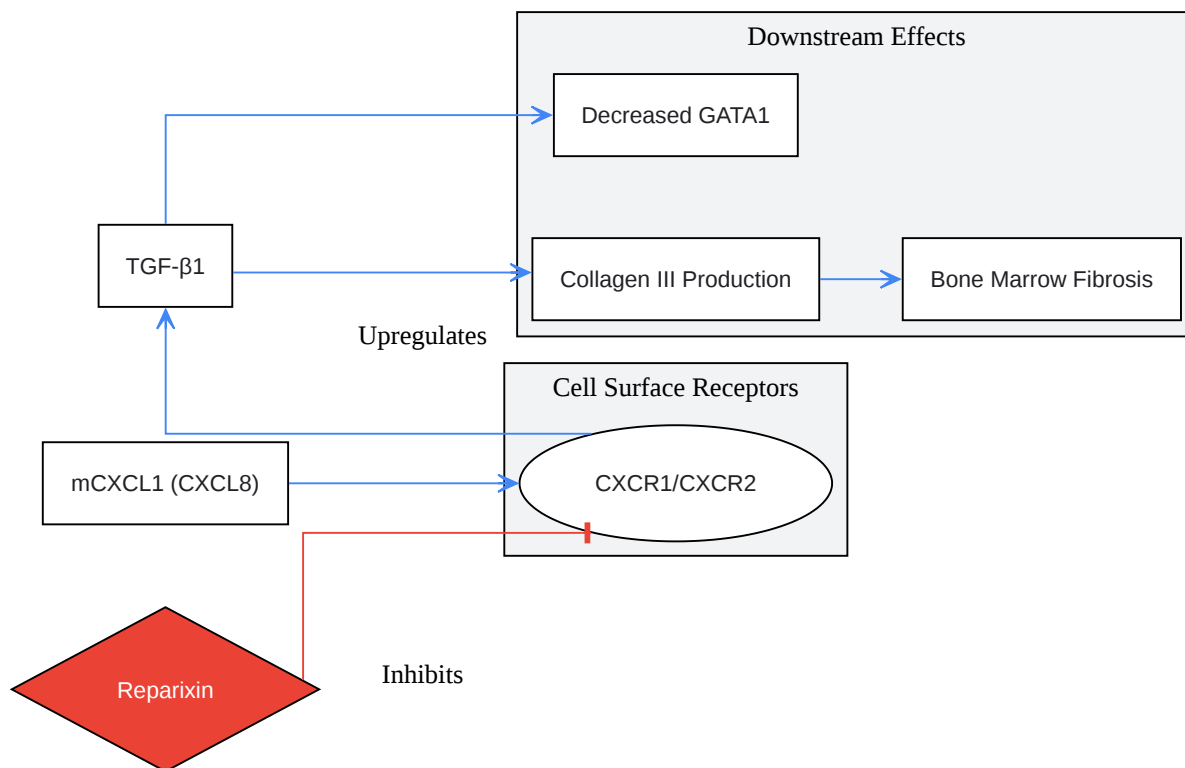 Downstream Effects
Decreased GATA1
TGF-β1
Collagen III Production
Bone Marrow Fibrosis
Upregulates
Cell Surface Receptors
mCXCL1 (CXCL8)
CXCR1/CXCR2
Inhibits
Reparixin